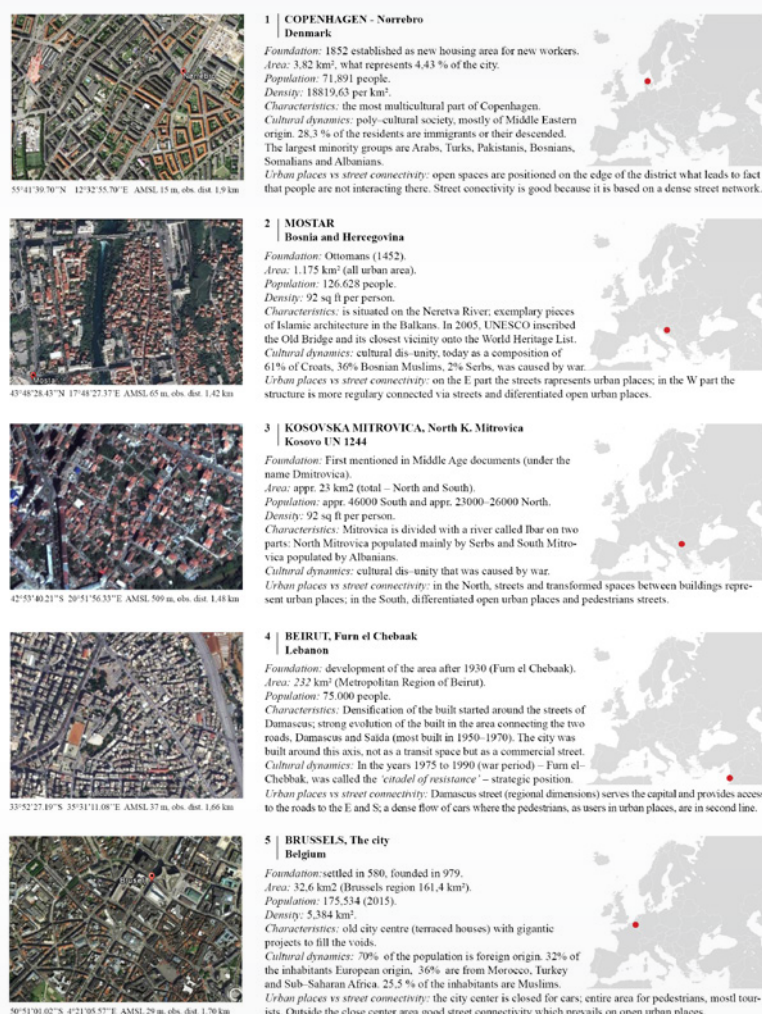 1 COPENHAGEN - Nørrebro
Denmark
Foundation: 1852 established as new housing area for new workers.
Area: 3,82 km², what represents 4,43 % of the city.
Population: 71,891 people.
Density: 18819,63 per km².
Characteristics: the most multicultural part of Copenhagen.
Cultural dynamics: poly–cultural society, mostly of Middle Eastern
origin. 28,3 % of the residents are immigrants or their descended.
The largest minority groups are Arabs, Turks, Pakistanis, Bosnians,
Somalians and Albanians.
Urban places vs street connectivity: open spaces are positioned on the edge of the district what leads to fact
that people are not interacting there. Street conectivity is good because it is based on a dense street network.
Nørrebro
55°41'39.70"N 12°32'55.79"E AMSL 15 m, obs. dist. 1,9 km
2 MOSTAR
Bosnia and Hercegovina
Foundation: Ottomans (1452).
Area: 1.175 km² (all urban area).
Population: 126.628 people.
Density: 92 sq ft per person.
Characteristics: is situated on the Neretva River; exemplary pieces
of Islamic architecture in the Balkans. In 2005, UNESCO inscribed
the Old Bridge and its closest vicinity onto the World Heritage List.
Cultural dynamics: cultural dis–unity, today as a composition of
61% of Croats, 36% Bosnian Muslims, 2% Serbs, was caused by war.
Urban places vs street connectivity: on the E part the streets rapresents urban places; in the W part the
structure is more regulary connected via streets and diferentiated open urban places.
Mostar
43°48'28.43"N 17°48'27.37'E AMSL 65 m, obs. dist. 1,42 km
3 KOSOVSKA MITROVICA, North K. Mitrovica
Kosovo UN 1244
Foundation: First mentioned in Middle Age documents (under the
name Dmitrovica).
Area: appr. 23 km2 (total – North and South).
Population: appr. 46000 South and appr. 23000–26000 North.
Density: 92 sq ft per person.
Characteristics: Mitrovica is divided with a river called Ibar on two
parts: North Mitrovica populated mainly by Serbs and South Mitro-
vica populated by Albanians.
Cultural dynamics: cultural dis–unity that was caused by war.
Urban places vs street connectivity: in the North, streets and transformed spaces between buildings repre-
sent urban places; in the South, differentiated open urban places and pedestrians streets.
42°53'40.21"S 20°51'56.33"E AMSL 509 m, obs. dist. 1,48 km
4 BEIRUT, Furn el Chebaak
Lebanon
Foundation: development of the area after 1930 (Furn el Chebaak).
Area: 232 km² (Metropolitan Region of Beirut).
Population: 75.000 people.
Characteristics: Densification of the built started around the streets of
Damascus; strong evolution of the built in the area connecting the two
roads, Damascus and Saïda (most built in 1950–1970). The city was
built around this axis, not as a transit space but as a commercial street.
Cultural dynamics: In the years 1975 to 1990 (war period) – Furn el–
Chebbak, was called the 'citadel of resistance' – strategic position.
Urban places vs street connectivity: Damascus street (regional dimensions) serves the capital and provides access
to the roads to the E and S; a dense flow of cars where the pedestrians, as users in urban places, are in second line.
33°52'27.19"S 35°31'11.08"E AMSL 37 m, obs. dist. 1,66 km
5 BRUSSELS, The city
Belgium
Foundation:settled in 580, founded in 979.
Area: 32,6 km2 (Brussels region 161,4 km²).
Population: 175,534 (2015).
Density: 5,384 km².
Characteristics: old city centre (terraced houses) with gigantic
projects to fill the voids.
Cultural dynamics: 70% of the population is foreign origin. 32% of
the inhabitants European origin, 36% are from Morocco, Turkey
and Sub–Saharan Africa. 25,5 % of the inhabitants are Muslims.
Urban places vs street connectivity: the city center is closed for cars; entire area for pedestrians, mostl tour-
ists. Outside the close center area good street connectivity which prevails on open urban places.
50°51'00.02"S 4°21'05.57"E AMSL 29 m, obs. dist. 1,70 km